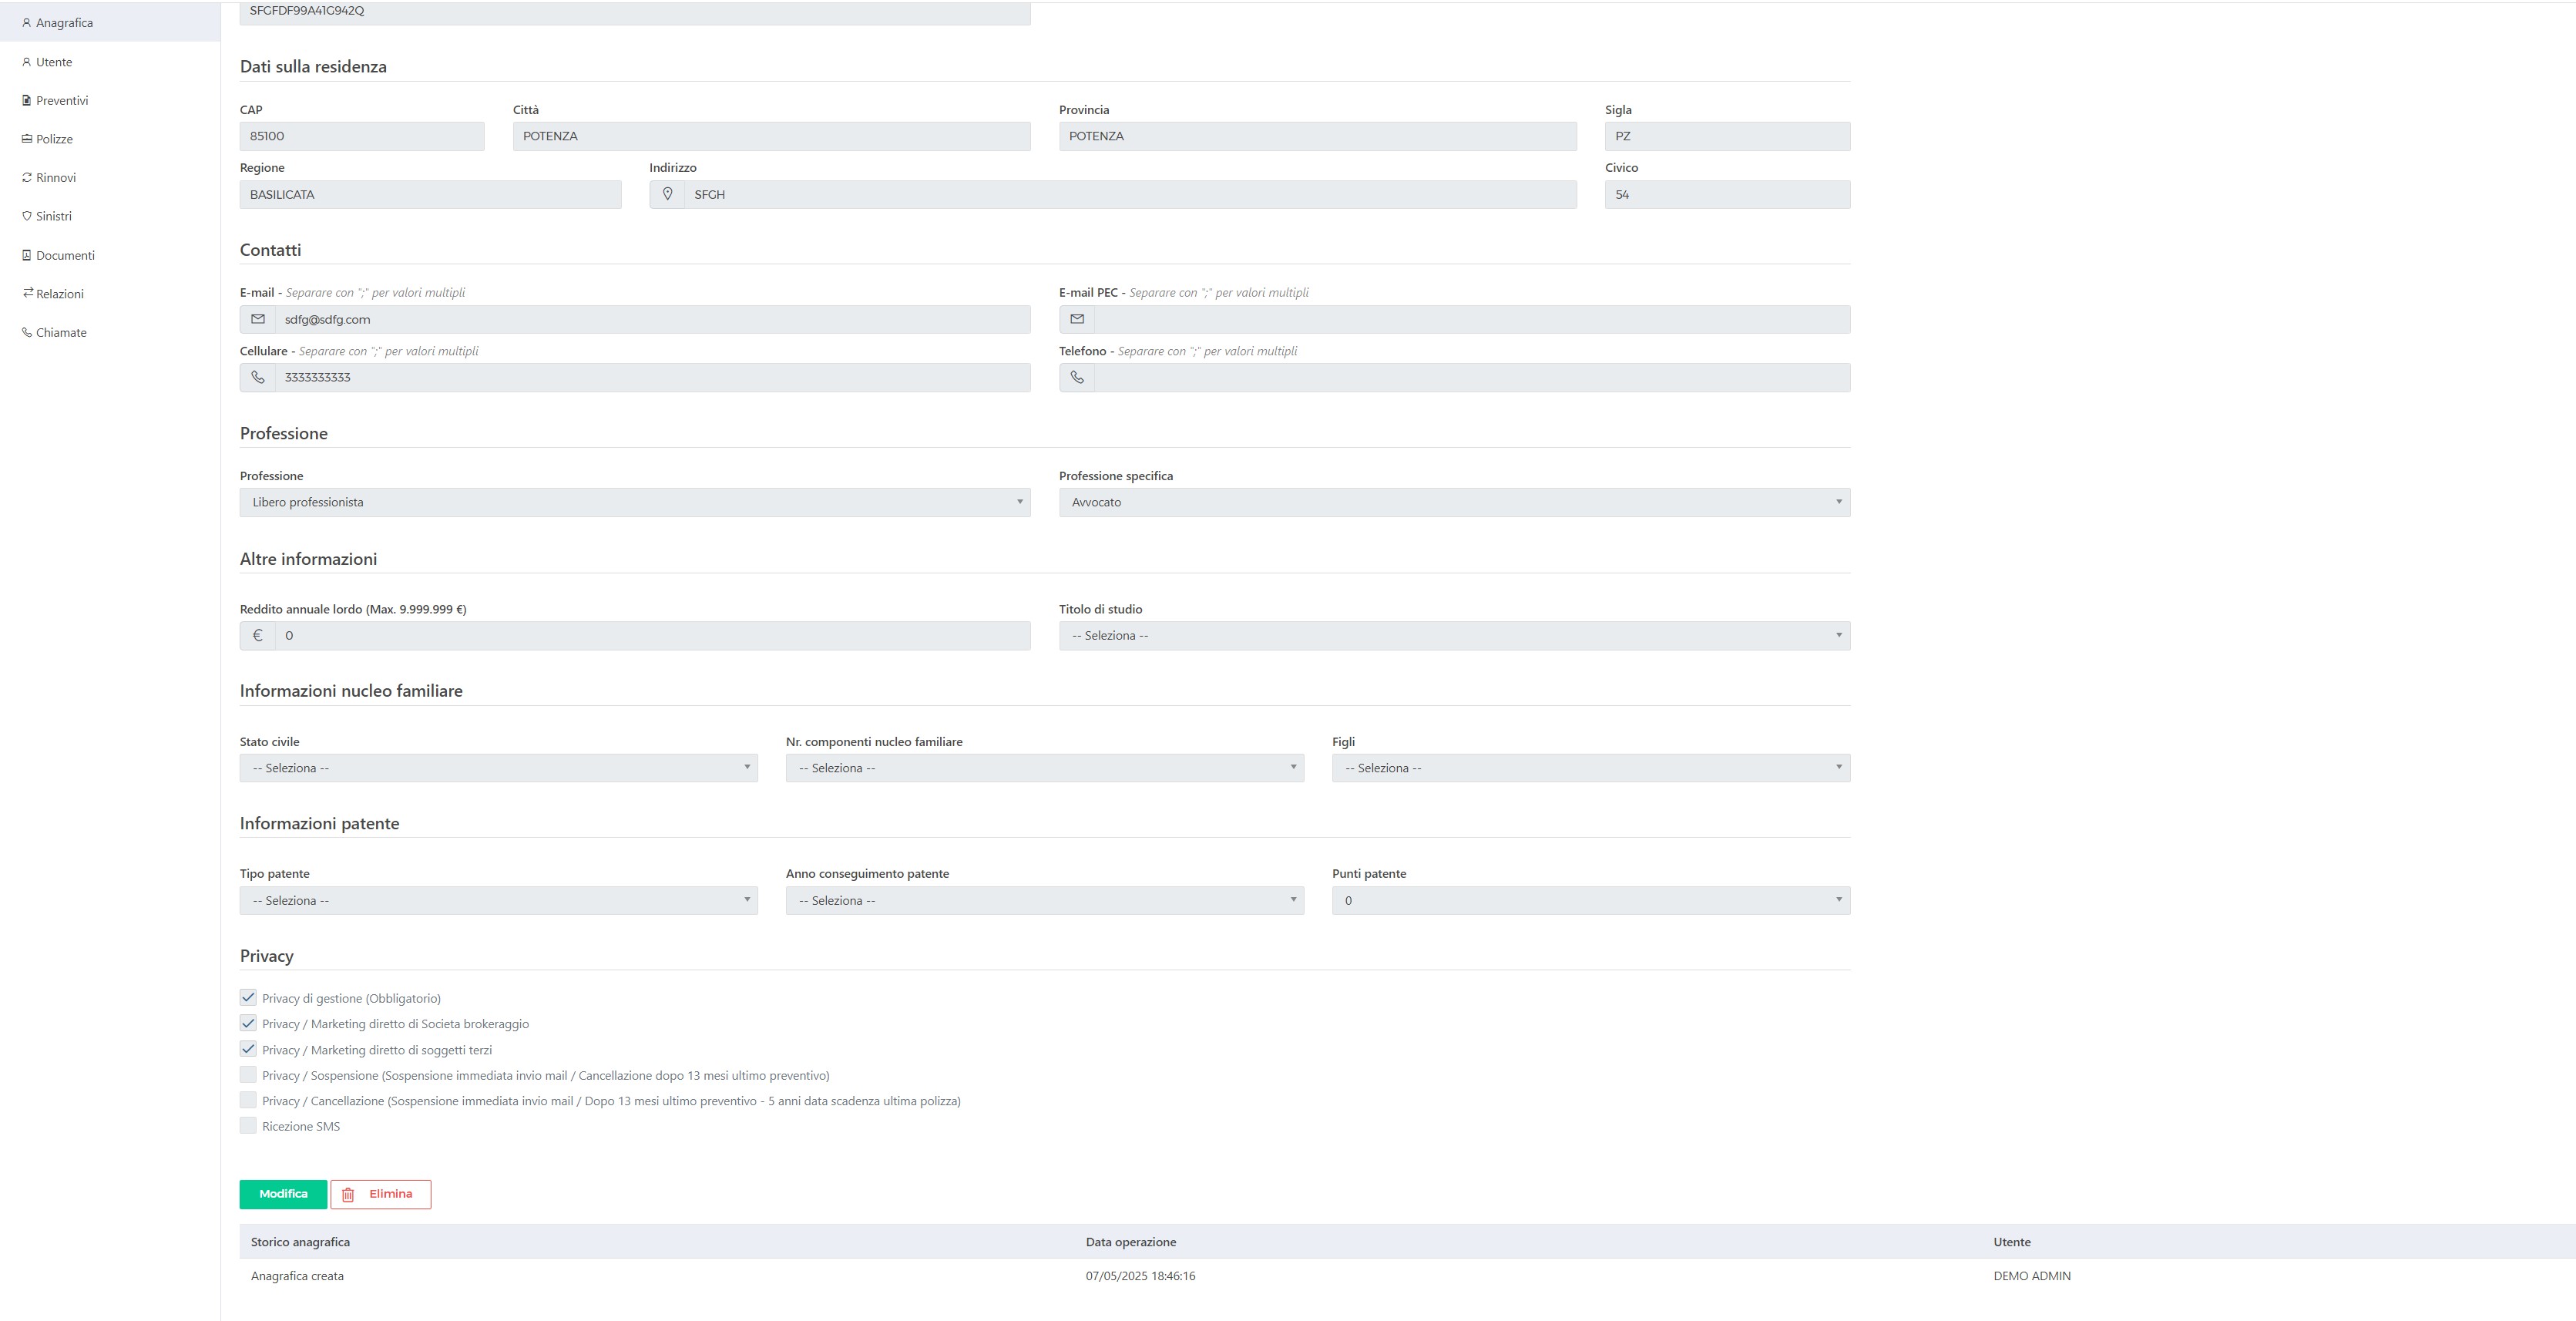 Anagrafica
Utente
Preventivi
Polizze
Rinnovi
Sinistri
Documenti
Relazioni
Chiamate
SFGFDF99A41G942Q
Dati sulla residenza
CAP Città Provincia Sigla
85100 POTENZA POTENZA PZ
Regione Indirizzo Civico
BASILICATA SFGH 54
Contatti
E-mail - Separare con ";" per valori multipli E-mail PEC - Separare con ";" per valori multipli
sdfg@sdfg.com
Cellulare - Separare con ";" per valori multipli Telefono - Separare con ";" per valori multipli
3333333333
Professione
Professione Professione specifica
Libero professionista Avvocato
Altre informazioni
Reddito annuale lordo (Max. 9.999.999 €) Titolo di studio
€ 0 -- Seleziona --
Informazioni nucleo familiare
Stato civile Nr. componenti nucleo familiare Figli
-- Seleziona -- -- Seleziona -- -- Seleziona --
Informazioni patente
Tipo patente Anno conseguimento patente Punti patente
-- Seleziona -- -- Seleziona -- 0
Privacy
Privacy di gestione (Obbligatorio)
Privacy / Marketing diretto di Societa brokeraggio
Privacy / Marketing diretto di soggetti terzi
Privacy / Sospensione (Sospensione immediata invio mail / Cancellazione dopo 13 mesi ultimo preventivo)
Privacy / Cancellazione (Sospensione immediata invio mail / Dopo 13 mesi ultimo preventivo - 5 anni data scadenza ultima polizza)
Ricezione SMS
Modifica Elimina
Storico anagrafica Data operazione Utente
Anagrafica creata 07/05/2025 18:46:16 DEMO ADMIN